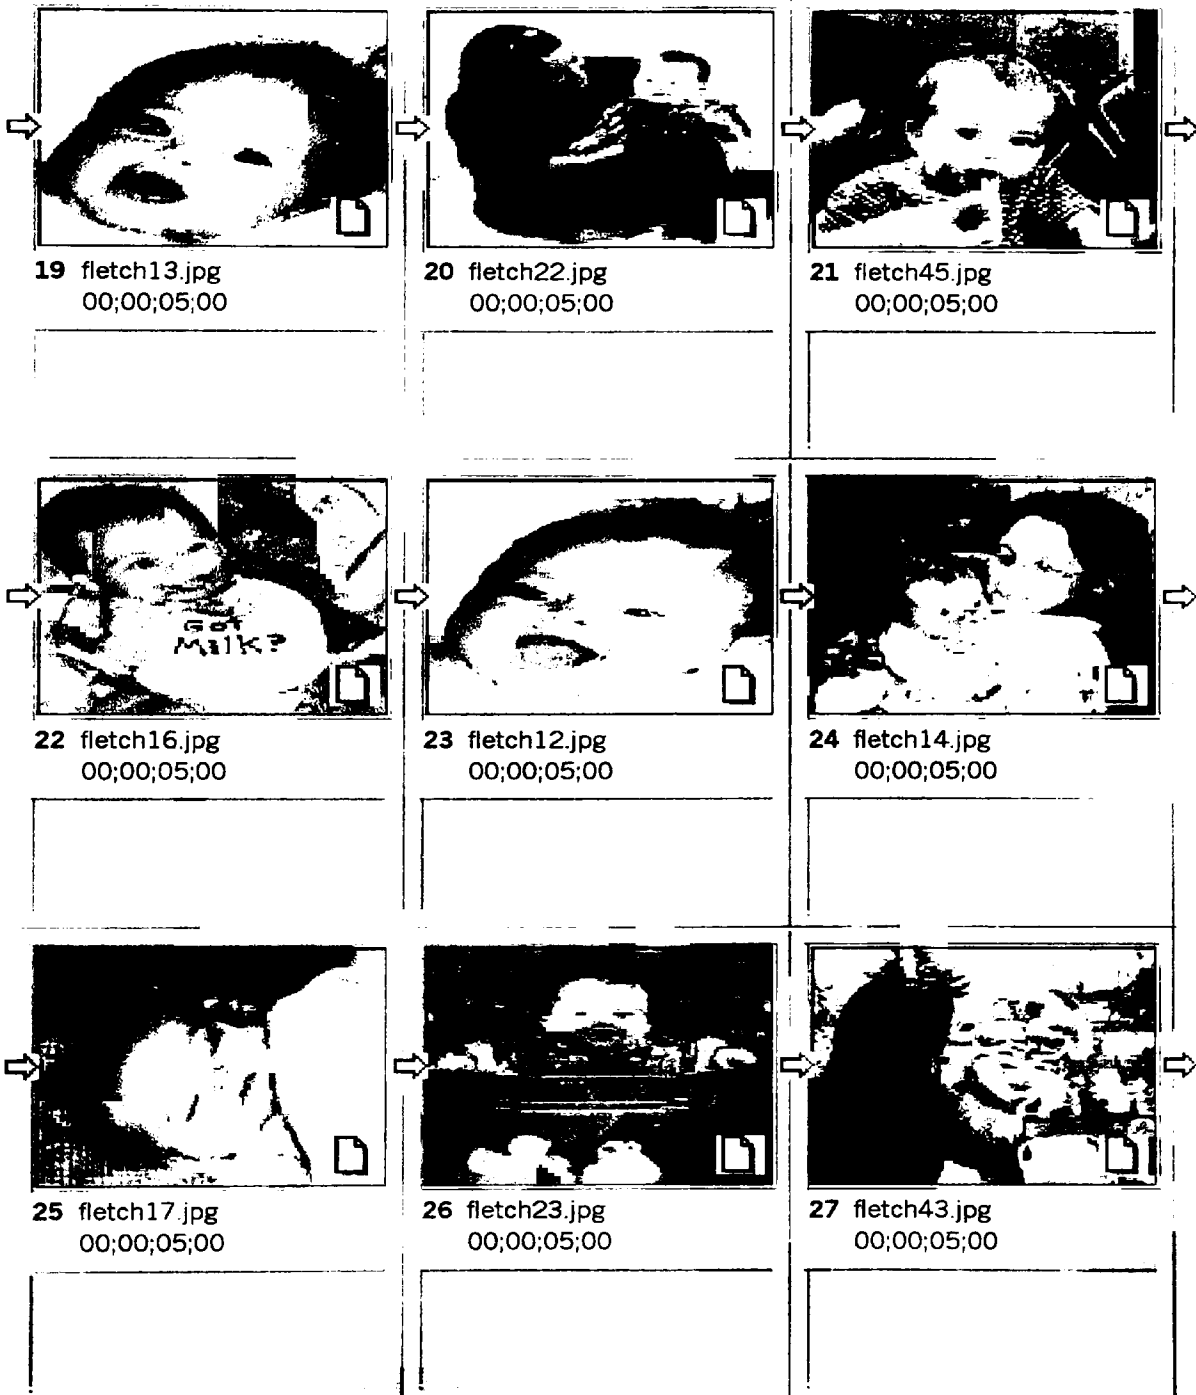 19 fletch13.jpg
00;00;05;00
20 fletch22.jpg
00;00;05;00
21 fletch45.jpg
00;00;05;00
Got
Milk?
22 fletch16.jpg
00;00;05;00
23 fletch12.jpg
00;00;05;00
24 fletch14.jpg
00;00;05;00
25 fletch17.jpg
00;00;05;00
26 fletch23.jpg
00;00;05;00
27 fletch43.jpg
00;00;05;00